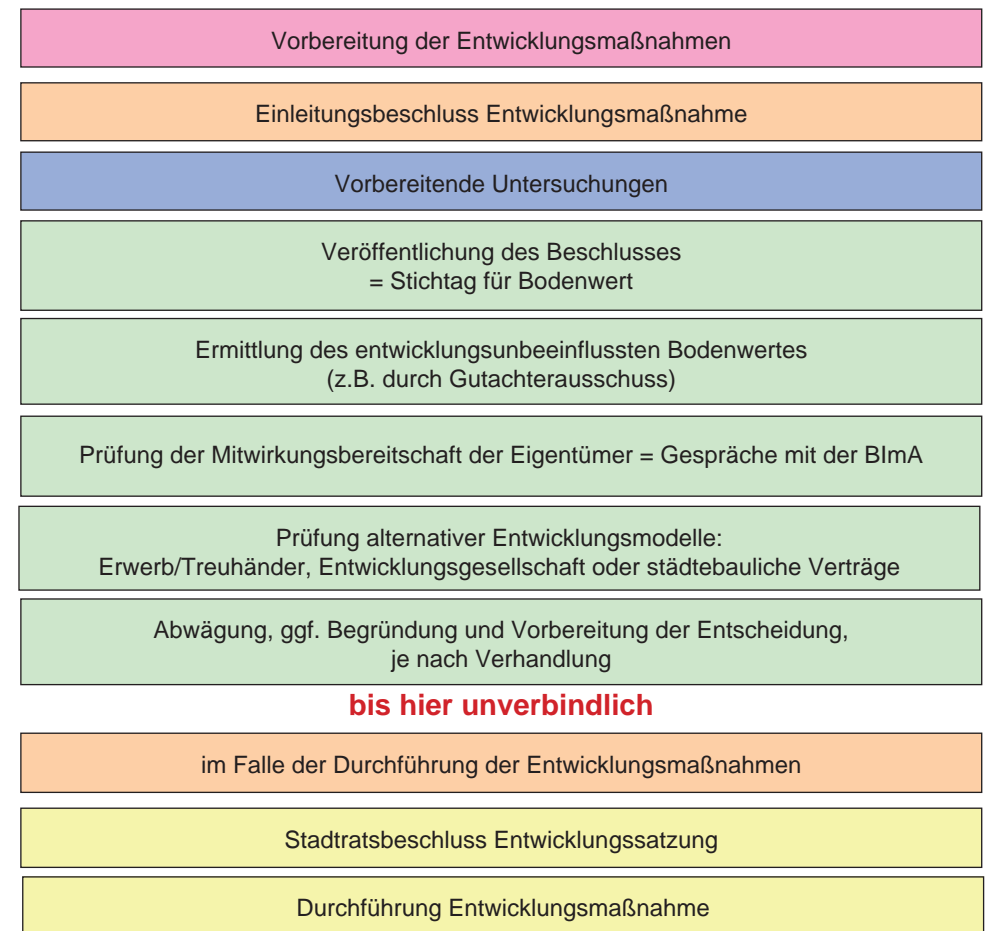 Vorbereitung der Entwicklungsmaßnahmen
Einleitungsbeschluss Entwicklungsmaßnahme
Vorbereitende Untersuchungen
Veröffentlichung des Beschlusses
= Stichtag für Bodenwert
Ermittlung des entwicklungsunbeeinflussten Bodenwertes
(z.B. durch Gutachterausschuss)
Prüfung der Mitwirkungsbereitschaft der Eigentümer = Gespräche mit der BImA
Prüfung alternativer Entwicklungsmodelle:
Erwerb/Treuhänder, Entwicklungsgesellschaft oder städtebauliche Verträge
Abwägung, ggf. Begründung und Vorbereitung der Entscheidung,
je nach Verhandlung
bis hier unverbindlich
im Falle der Durchführung der Entwicklungsmaßnahmen
Stadtratsbeschluss Entwicklungssatzung
Durchführung Entwicklungsmaßnahme